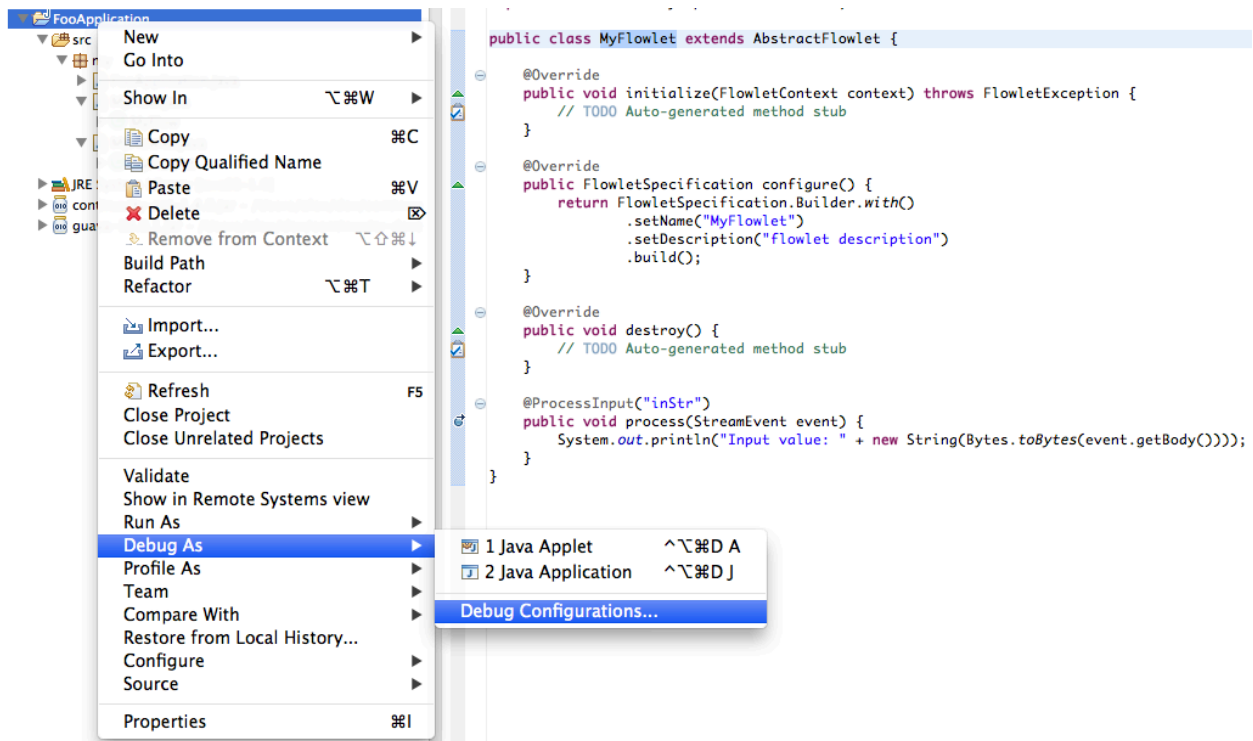 FooApplication
src
JRE
cont
gua
New
Go Into
Show In ⌥⌘W
Copy ⌘C
Copy Qualified Name
Paste ⌘V
Delete ⌦
Remove from Context ⌥⇧⌘↓
Build Path
Refactor ⌥⌘T
Import...
Export...
Refresh F5
Close Project
Close Unrelated Projects
Validate
Show in Remote Systems view
Run As
Debug As
Profile As
Team
Compare With
Restore from Local History...
Configure
Source
Properties ⌘I
1 Java Applet ^⌥⌘D A
2 Java Application ^⌥⌘D J
Debug Configurations...
public class MyFlowlet extends AbstractFlowlet {
@Override
public void initialize(FlowletContext context) throws FlowletException {
// TODO Auto-generated method stub
}
@Override
public FlowletSpecification configure() {
return FlowletSpecification.Builder.with()
.setName("MyFlowlet")
.setDescription("flowlet description")
.build();
}
@Override
public void destroy() {
// TODO Auto-generated method stub
}
@ProcessInput("inStr")
public void process(StreamEvent event) {
System.out.println("Input value: " + new String(Bytes.toBytes(event.getBody())));
}
}